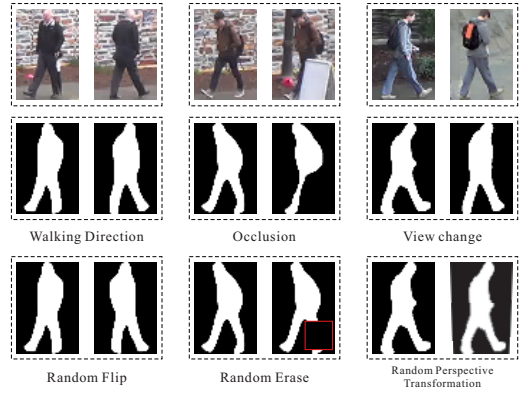 Walking Direction
Occlusion
View change
Random Flip
Random Erase
Random Perspective
Transformation